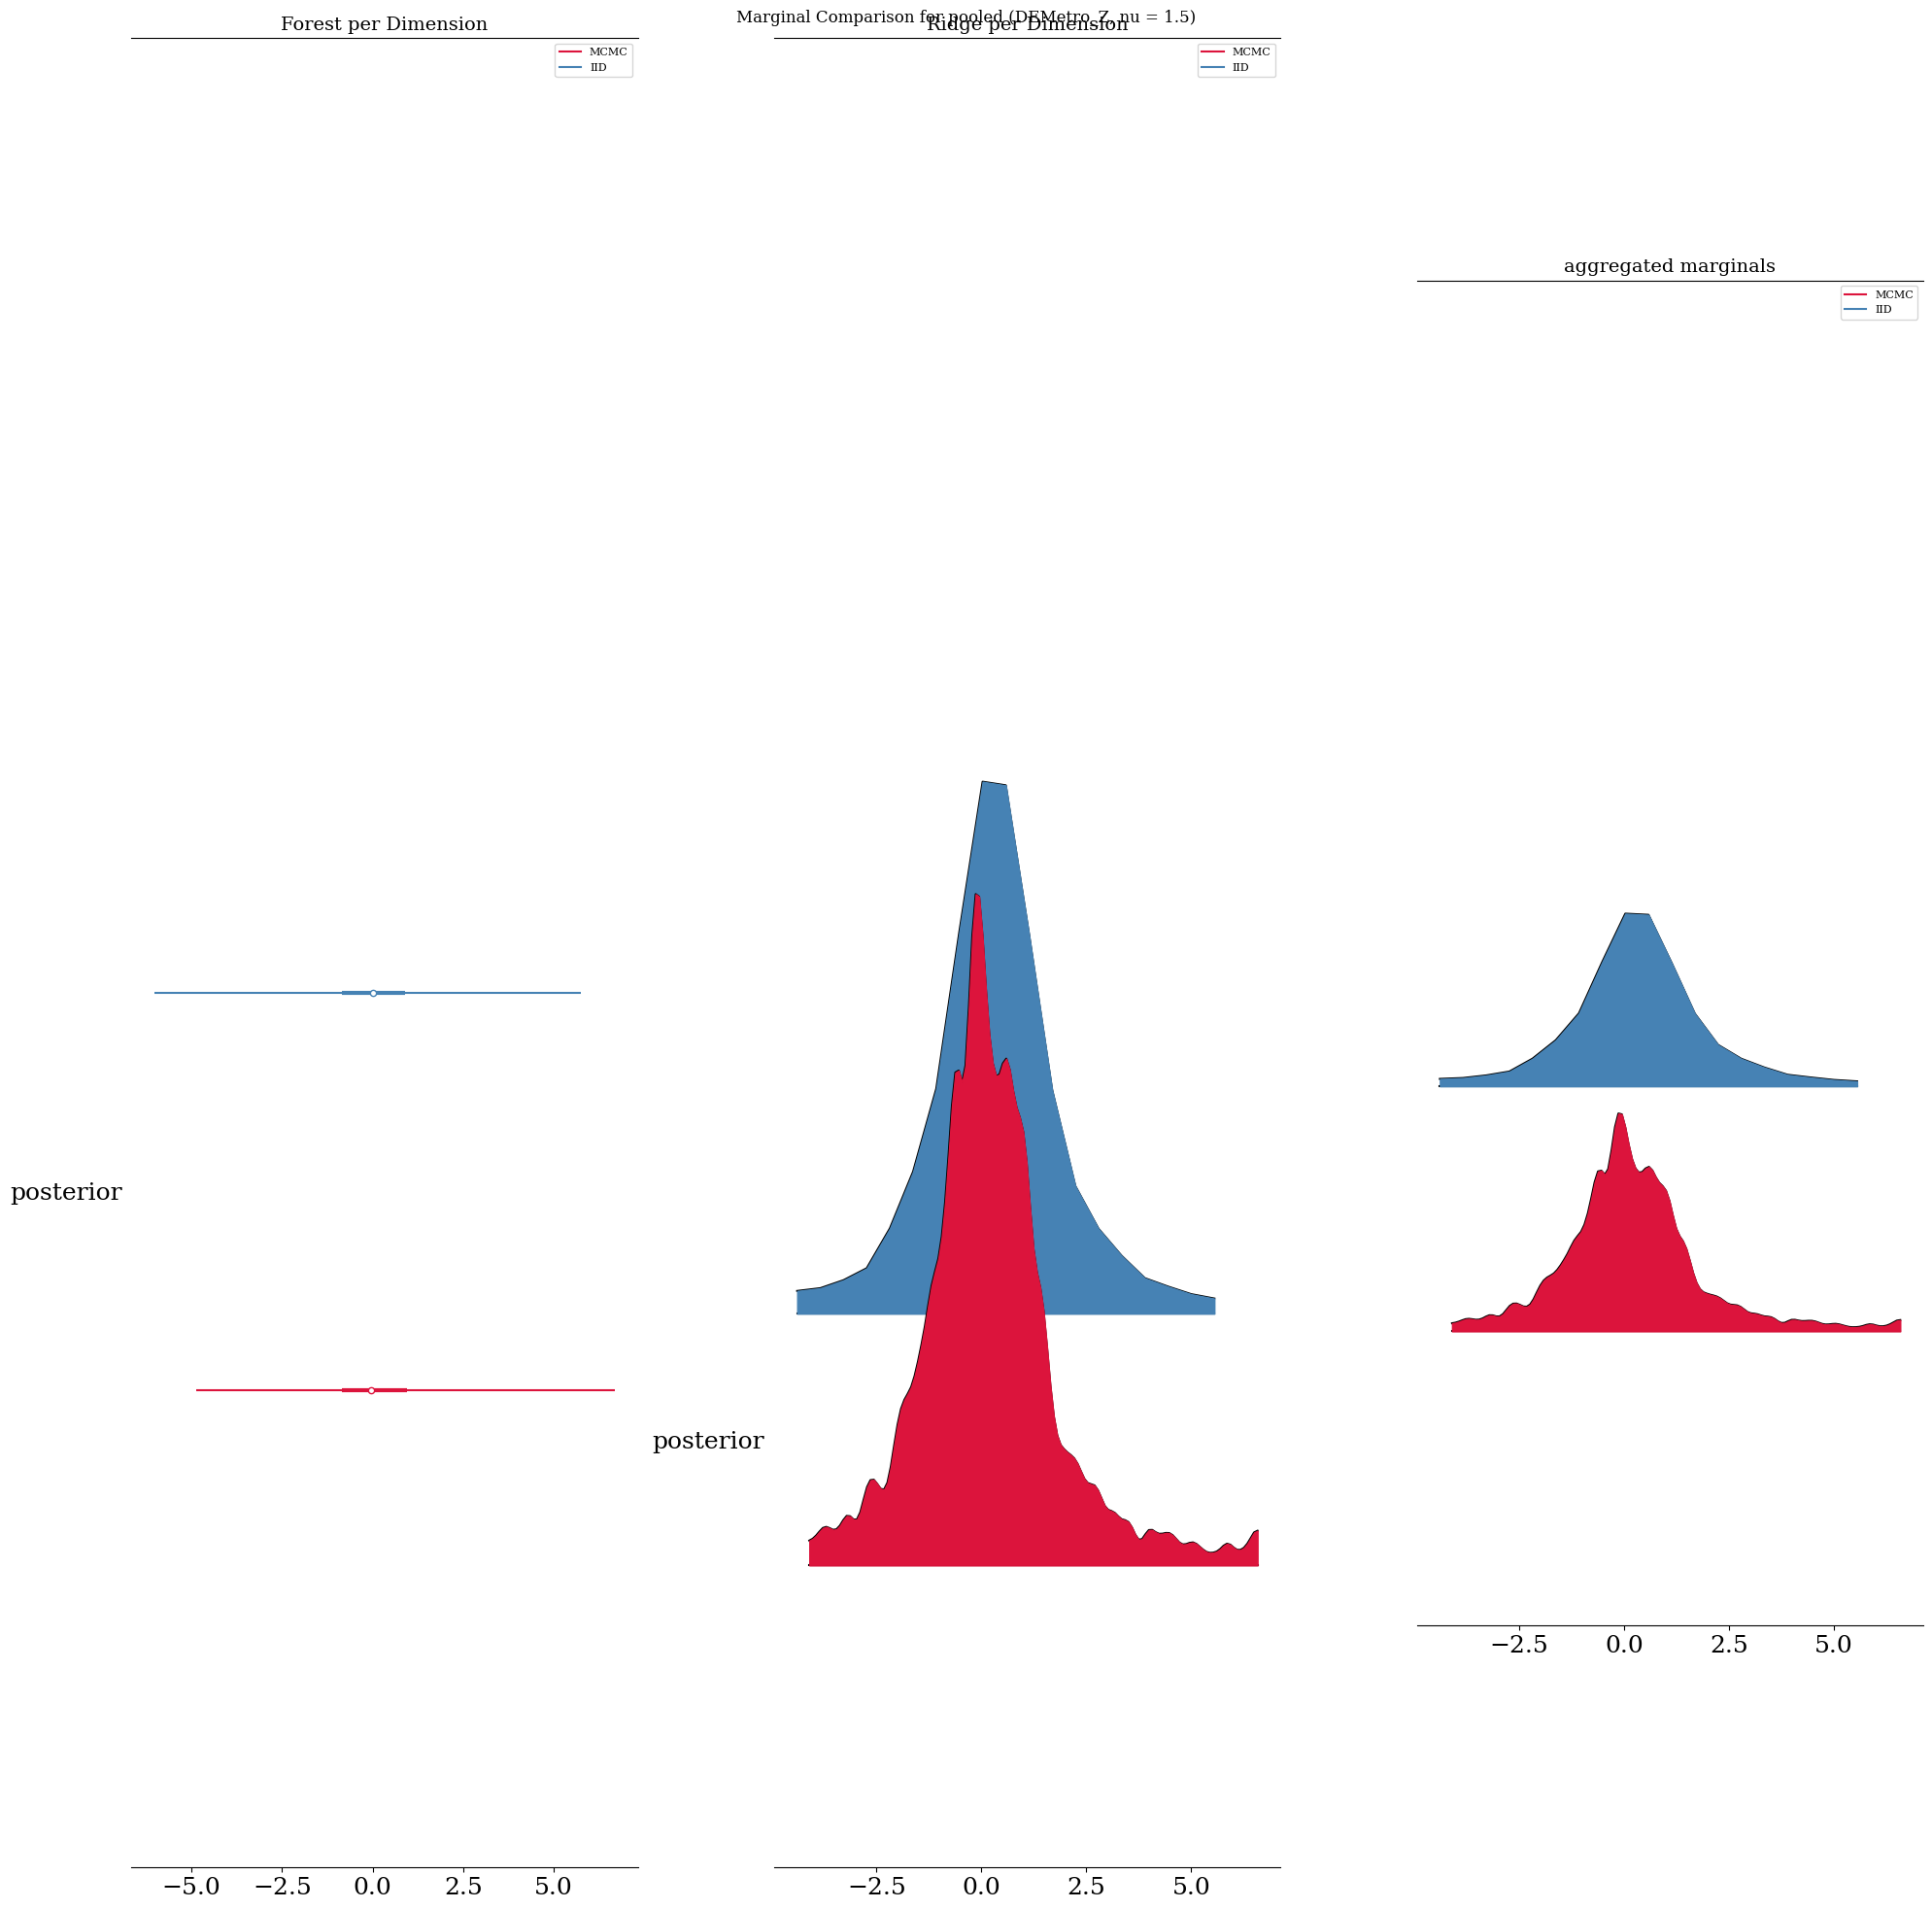 Marginal Comparison for pooled (DEMetro_Z, nu = 1.5)
Forest per Dimension
MCMC
IID
posterior
−5.0 −2.5 0.0 2.5 5.0
Ridge per Dimension
MCMC
IID
posterior
−2.5 0.0 2.5 5.0
aggregated marginals
MCMC
IID
−2.5 0.0 2.5 5.0